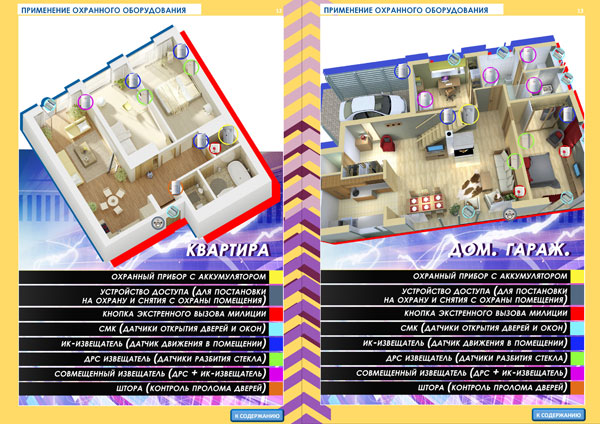 ПРИМЕНЕНИЕ ОХРАННОГО ОБОРУДОВАНИЯ
12
КВАРТИРА
ОХРАННЫЙ ПРИБОР С АККУМУЛЯТОРОМ
УСТРОЙСТВО ДОСТУПА (ДЛЯ ПОСТАНОВКИ
НА ОХРАНУ И СНЯТИЯ С ОХРАНЫ ПОМЕЩЕНИЯ)
КНОПКА ЭКСТРЕННОГО ВЫЗОВА МИЛИЦИИ
СМК (ДАТЧИКИ ОТКРЫТИЯ ДВЕРЕЙ И ОКОН)
ИК-ИЗВЕЩАТЕЛЬ (ДАТЧИК ДВИЖЕНИЯ В ПОМЕЩЕНИИ)
ДРС ИЗВЕЩАТЕЛЬ (ДАТЧИКИ РАЗБИТИЯ СТЕКЛА)
СОВМЕЩЕННЫЙ ИЗВЕЩАТЕЛЬ (ДРС + ИК-ИЗВЕЩАТЕЛЬ)
ШТОРА (КОНТРОЛЬ ПРОЛОМА ДВЕРЕЙ)
К СОДЕРЖАНИЮ
ПРИМЕНЕНИЕ ОХРАННОГО ОБОРУДОВАНИЯ
13
ДОМ. ГАРАЖ.
ОХРАННЫЙ ПРИБОР С АККУМУЛЯТОРОМ
УСТРОЙСТВО ДОСТУПА (ДЛЯ ПОСТАНОВКИ
НА ОХРАНУ И СНЯТИЯ С ОХРАНЫ ПОМЕЩЕНИЯ)
КНОПКА ЭКСТРЕННОГО ВЫЗОВА МИЛИЦИИ
СМК (ДАТЧИКИ ОТКРЫТИЯ ДВЕРЕЙ И ОКОН)
ИК-ИЗВЕЩАТЕЛЬ (ДАТЧИК ДВИЖЕНИЯ В ПОМЕЩЕНИИ)
ДРС ИЗВЕЩАТЕЛЬ (ДАТЧИКИ РАЗБИТИЯ СТЕКЛА)
СОВМЕЩЕННЫЙ ИЗВЕЩАТЕЛЬ (ДРС + ИК-ИЗВЕЩАТЕЛЬ)
ШТОРА (КОНТРОЛЬ ПРОЛОМА ДВЕРЕЙ)
К СОДЕРЖАНИЮ